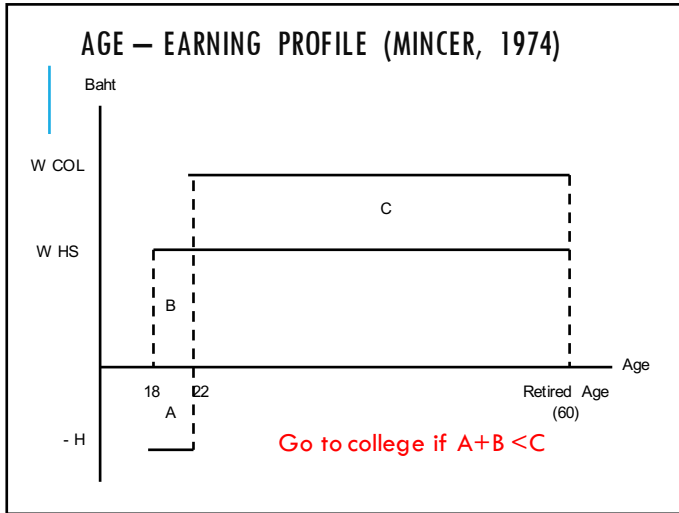 AGE – EARNING PROFILE (MINCER, 1974)
Baht
W COL
C
W HS
B
Age
18
22
Retired Age
(60)
A
- H
Go to college if A+B <C